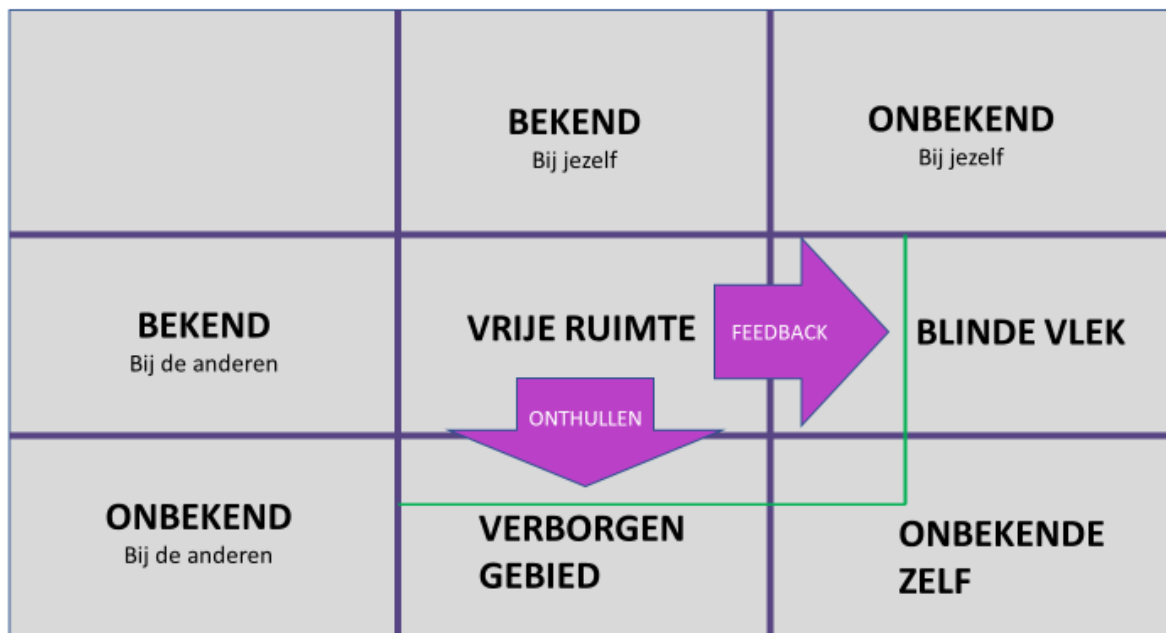 BEKEND
Bij jezelf
ONBEKEND
Bij jezelf
BEKEND
Bij de anderen
VRIJE RUIMTE
FEEDBACK
BLINDE VLEK
ONTHULLEN
ONBEKEND
Bij de anderen
VERBORGEN
GEBIED
ONBEKENDE
ZELF